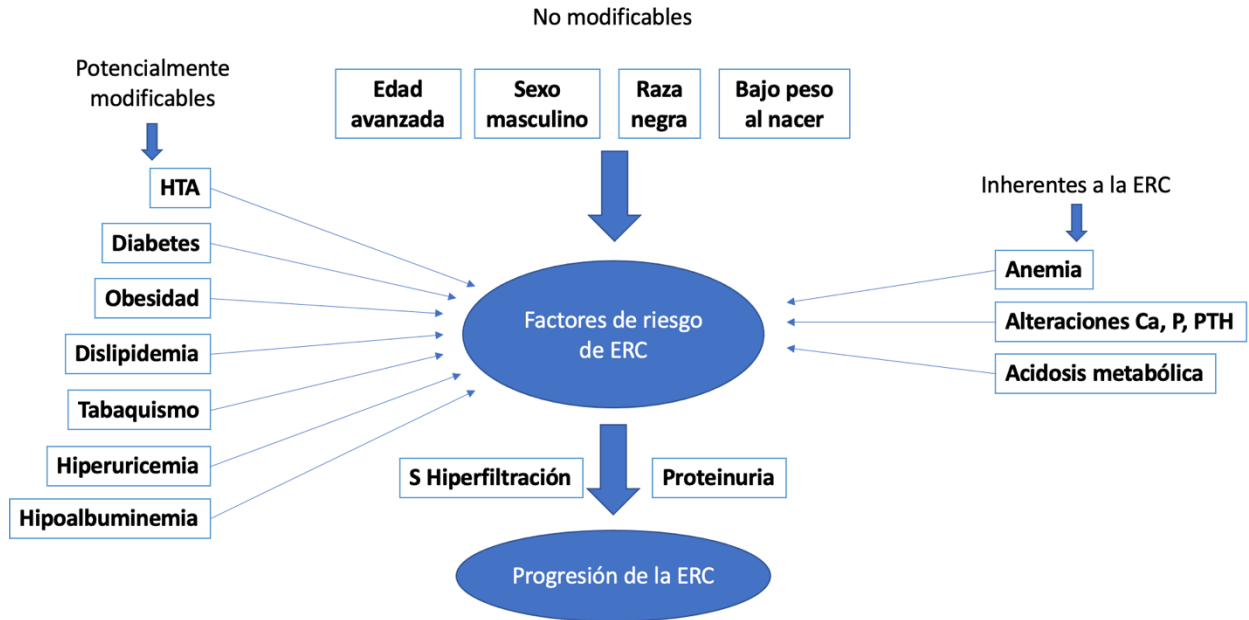 No modificables
Potencialmente
modificables
Edad
avanzada
Sexo
masculino
Raza
negra
Bajo peso
al nacer
HTA
Diabetes
Obesidad
Dislipidemia
Tabaquismo
Hiperuricemia
Hipoalbuminemia
Factores de riesgo
de ERC
Inherentes a la ERC
Anemia
Alteraciones Ca, P, PTH
Acidosis metabólica
S Hiperfiltración
Proteinuria
Progresión de la ERC